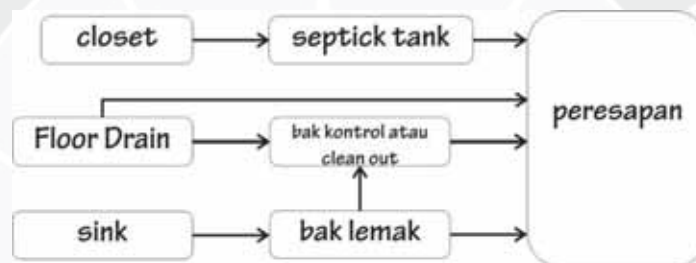 closet
septick tank
peresapan
Floor Drain
bak kontrol atau
clean out
sink
bak lemak